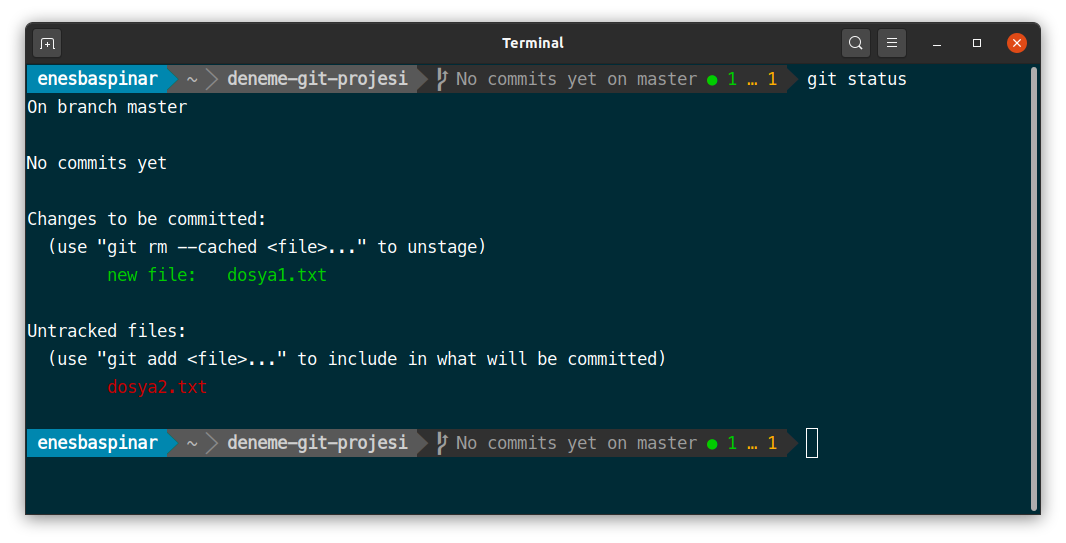 Terminal
enesbaspinar ~ deneme-git-projesi No commits yet on master ● 1 … 1 git status
On branch master
No commits yet
Changes to be committed:
(use "git rm --cached <file>..." to unstage)
new file: dosya1.txt
Untracked files:
(use "git add <file>..." to include in what will be committed)
dosya2.txt
enesbaspinar ~ deneme-git-projesi No commits yet on master ● 1 … 1